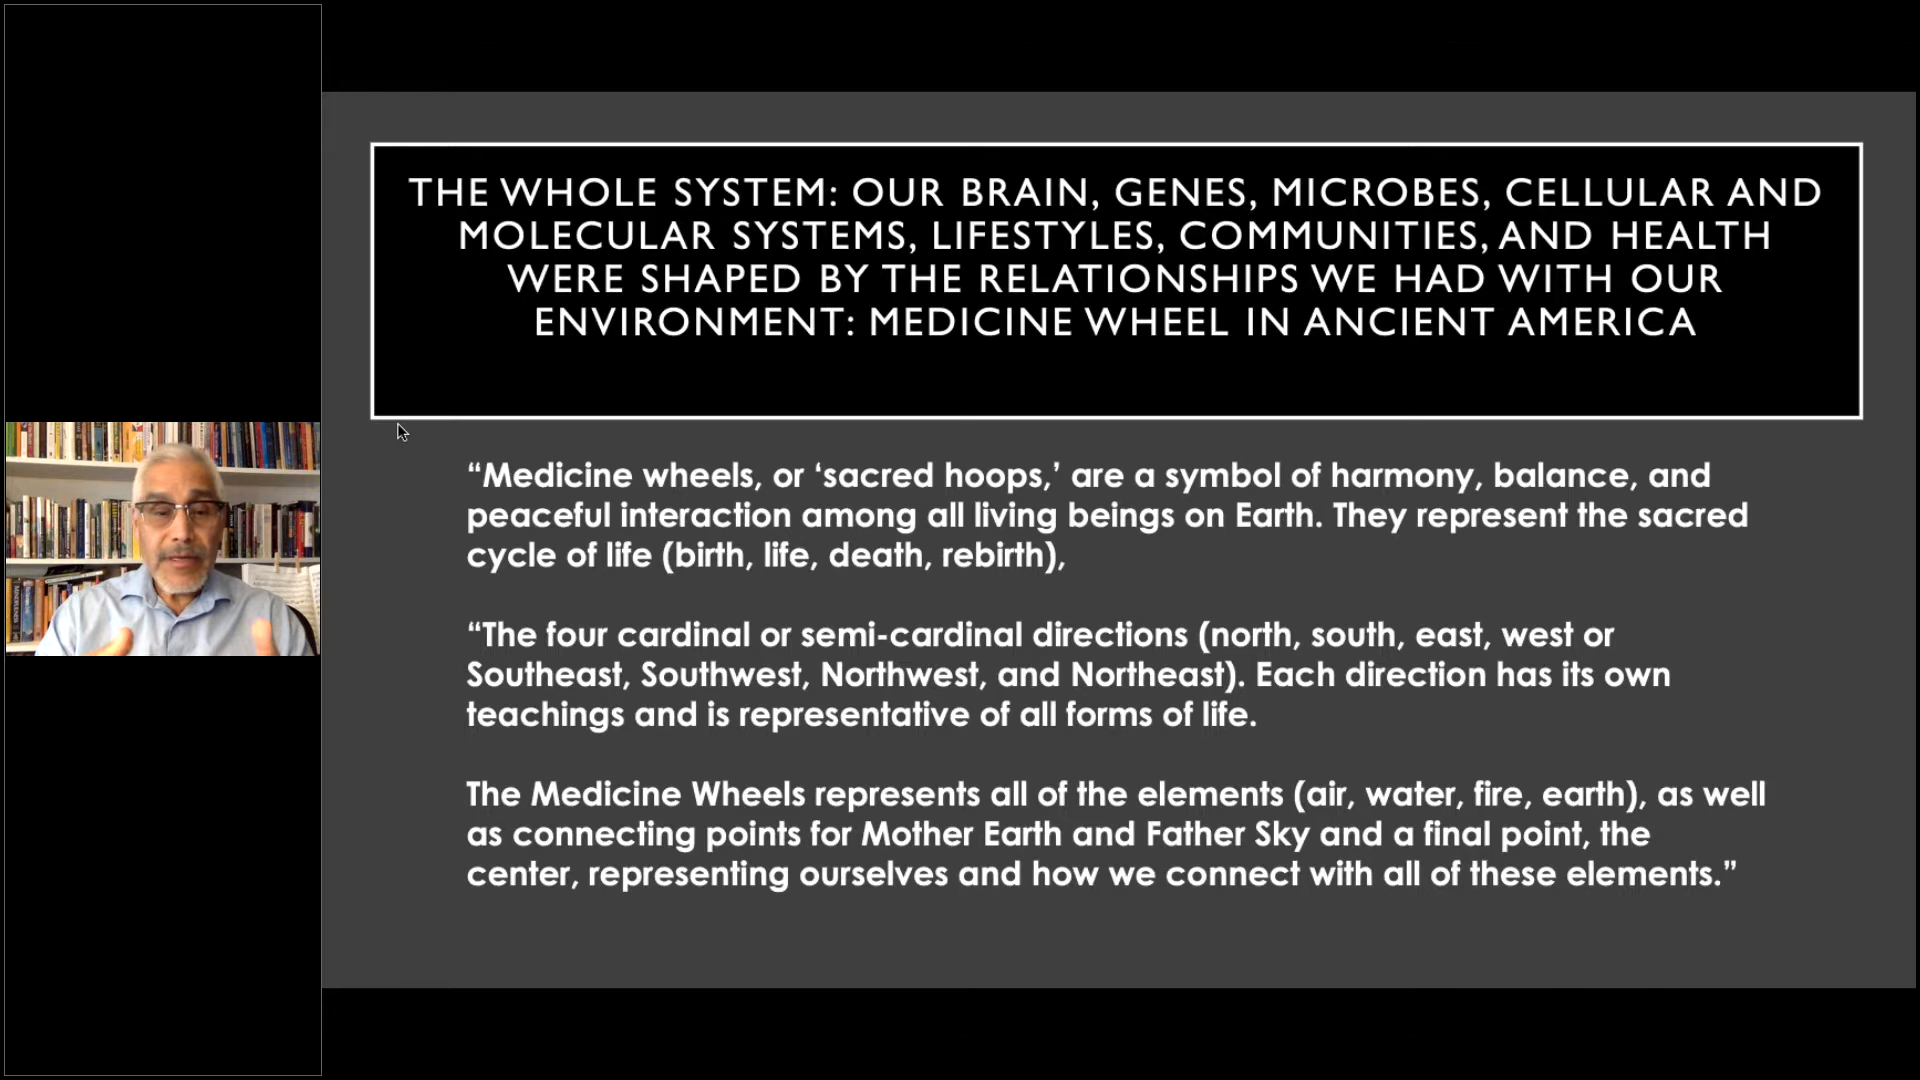 THE WHOLE SYSTEM: OUR BRAIN, GENES, MICROBES, CELLULAR AND
MOLECULAR SYSTEMS, LIFESTYLES, COMMUNITIES, AND HEALTH
WERE SHAPED BY THE RELATIONSHIPS WE HAD WITH OUR
ENVIRONMENT: MEDICINE WHEEL IN ANCIENT AMERICA
“Medicine wheels, or ‘sacred hoops,’ are a symbol of harmony, balance, and
peaceful interaction among all living beings on Earth. They represent the sacred
cycle of life (birth, life, death, rebirth),
“The four cardinal or semi-cardinal directions (north, south, east, west or
Southeast, Southwest, Northwest, and Northeast). Each direction has its own
teachings and is representative of all forms of life.
The Medicine Wheels represents all of the elements (air, water, fire, earth), as well
as connecting points for Mother Earth and Father Sky and a final point, the
center, representing ourselves and how we connect with all of these elements.”